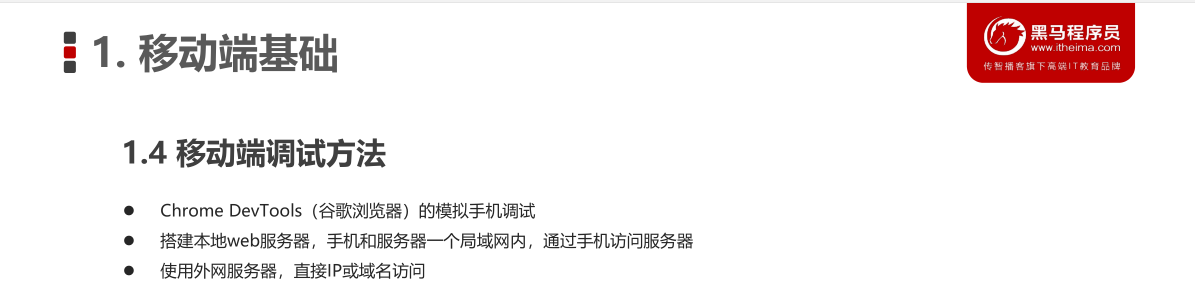 1. 移动端基础
黑马程序员
www.itheima.com
传智播客旗下高端IT教育品牌
1.4 移动端调试方法
Chrome DevTools（谷歌浏览器）的模拟手机调试
搭建本地web服务器，手机和服务器一个局域网内，通过手机访问服务器
使用外网服务器，直接IP或域名访问